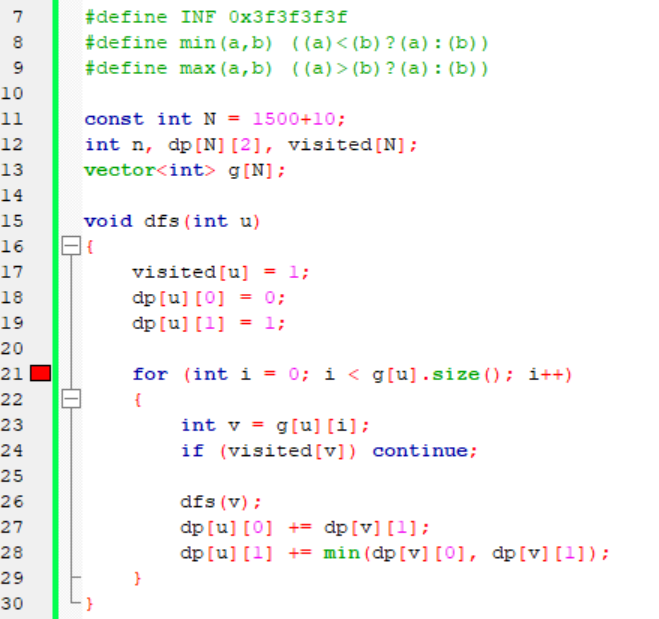 7 #define INF 0x3f3f3f3f
8 #define min(a,b) ((a)<(b)?(a):(b))
9 #define max(a,b) ((a)>(b)?(a):(b))
10
11 const int N = 1500+10;
12 int n, dp[N][2], visited[N];
13 vector<int> g[N];
14
15 void dfs(int u)
16 {
17     visited[u] = 1;
18     dp[u][0] = 0;
19     dp[u][1] = 1;
20
21     for (int i = 0; i < g[u].size(); i++)
22     {
23         int v = g[u][i];
24         if (visited[v]) continue;
25
26         dfs(v);
27         dp[u][0] += dp[v][1];
28         dp[u][1] += min(dp[v][0], dp[v][1]);
29     }
30 }